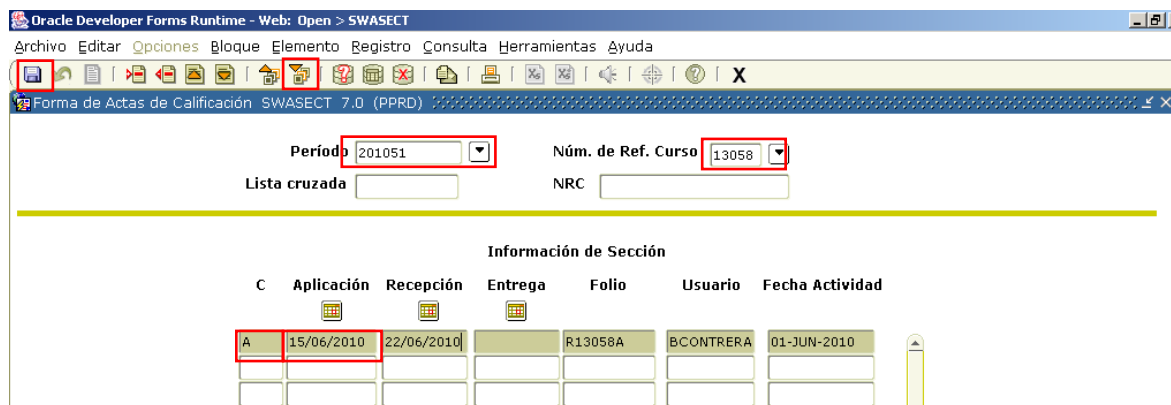 Oracle Developer Forms Runtime - Web: Open > SWASECT
Archivo Editar Opciones Bloque Elemento Registro Consulta Herramientas Ayuda
X
Forma de Actas de Calificación SWASECT 7.0 (PPRD)
Período 201051 Núm. de Ref. Curso 13058
Lista cruzada NRC
Información de Sección
C Aplicación Recepción Entrega Folio Usuario Fecha Actividad
A 15/06/2010 22/06/2010 R13058A BCONTRERA 01-JUN-2010